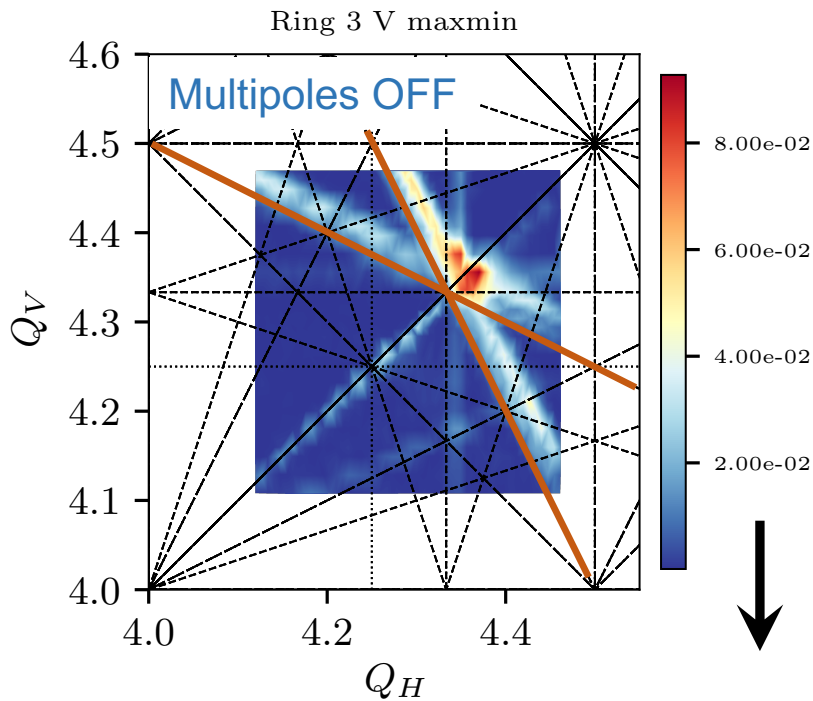 Ring 3 V maxmin
Multipoles OFF
4.6
4.5
4.4
4.3
4.2
4.1
4.0
Q_V
4.0
4.2
4.4
Q_H
8.00e-02
6.00e-02
4.00e-02
2.00e-02